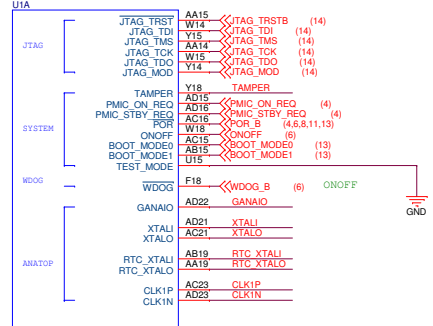 U1A
JTAG
JTAG_TRST AA15 JTAG_TRSTB (14)
JTAG_TDI W14 JTAG_TDI (14)
JTAG_TMS Y15 JTAG_TMS (14)
JTAG_TCK AA14 JTAG_TCK (14)
JTAG_TDO W15 JTAG_TDO (14)
JTAG_MOD Y14 JTAG_MOD (14)
SYSTEM
TAMPER Y18 TAMPER
PMIC_ON_REQ AD15 PMIC_ON_REQ (4)
PMIC_STBY_REQ AD16 PMIC_STBY_REQ (4)
POR AC16 POR_B (4,6,8,11,13)
ONOFF W18 ONOFF (6)
BOOT_MODE0 AC15 BOOT_MODE0 (13)
BOOT_MODE1 AB15 BOOT_MODE1 (13)
TEST_MODE U15
WDOG
WDOG F18 WDOG_B (6) ONOFF
GND
ANATOP
GANAIO AD22 GANAIO
XTALI AD21 XTALI
XTALO AC21 XTALO
RTC_XTALI AB19 RTC_XTALI
RTC_XTALO AA19 RTC_XTALO
CLK1P AC23 CLK1P
CLK1N AD23 CLK1N